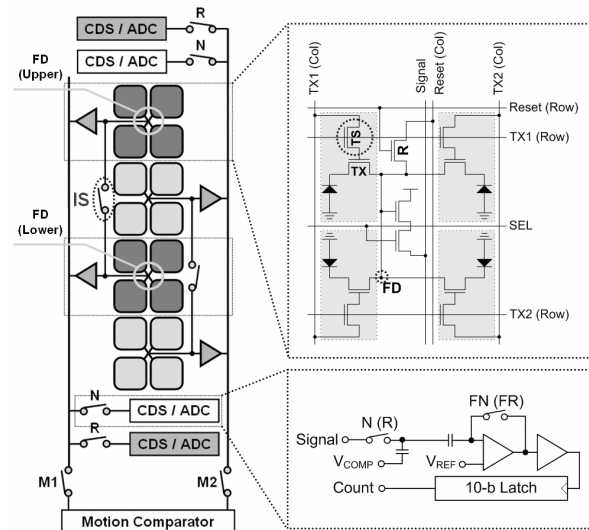 R
CDS / ADC
N
CDS / ADC
FD
(Upper)
IS
FD
(Lower)
N
CDS / ADC
R
CDS / ADC
M1
M2
Motion Comparator
TX1 (Col)
Signal
Reset (Col)
TX2 (Col)
Reset (Row)
TS
R
TX1 (Row)
TX
SEL
FD
TX2 (Row)
FN (FR)
N (R)
Signal
VCOMP
VREF
Count
10-b Latch